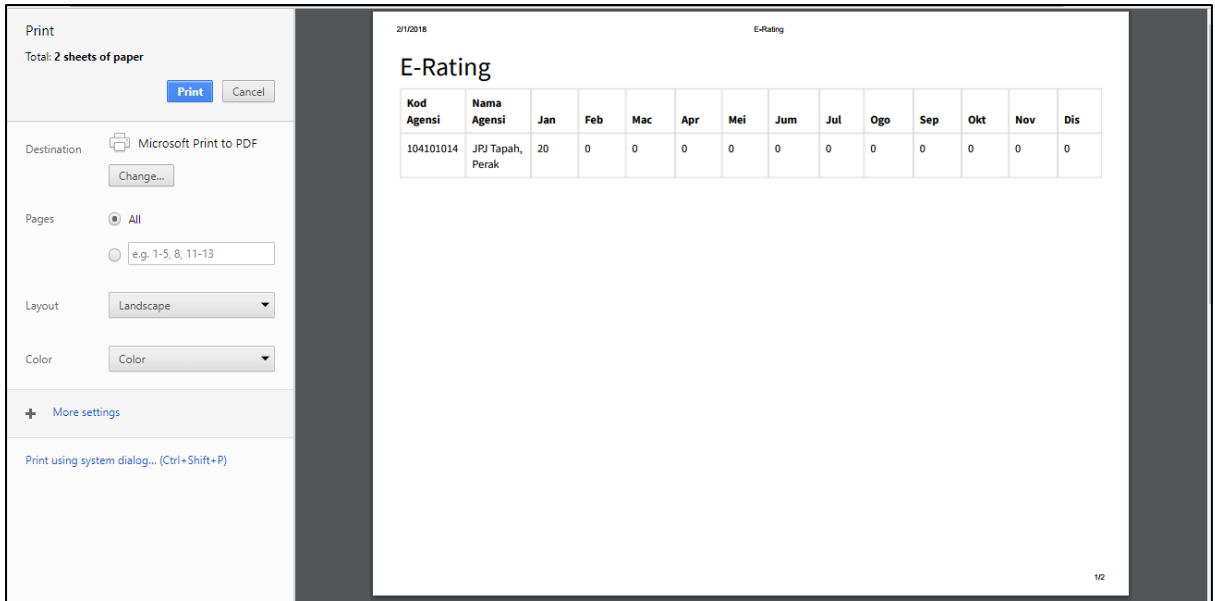 Print
Total: 2 sheets of paper
Print Cancel
Destination Microsoft Print to PDF
Change...
Pages All
e.g. 1-5, 8, 11-13
Layout Landscape
Color Color
More settings
Print using system dialog... (Ctrl+Shift+P)
2/1/2018 E-Rating
E-Rating
Kod Nama
Agensi Agensi Jan Feb Mac Apr Mei Jum Jul Ogo Sep Okt Nov Dis
104101014 JPJ Tapah, 20 0 0 0 0 0 0 0 0 0 0 0
Perak
1/2